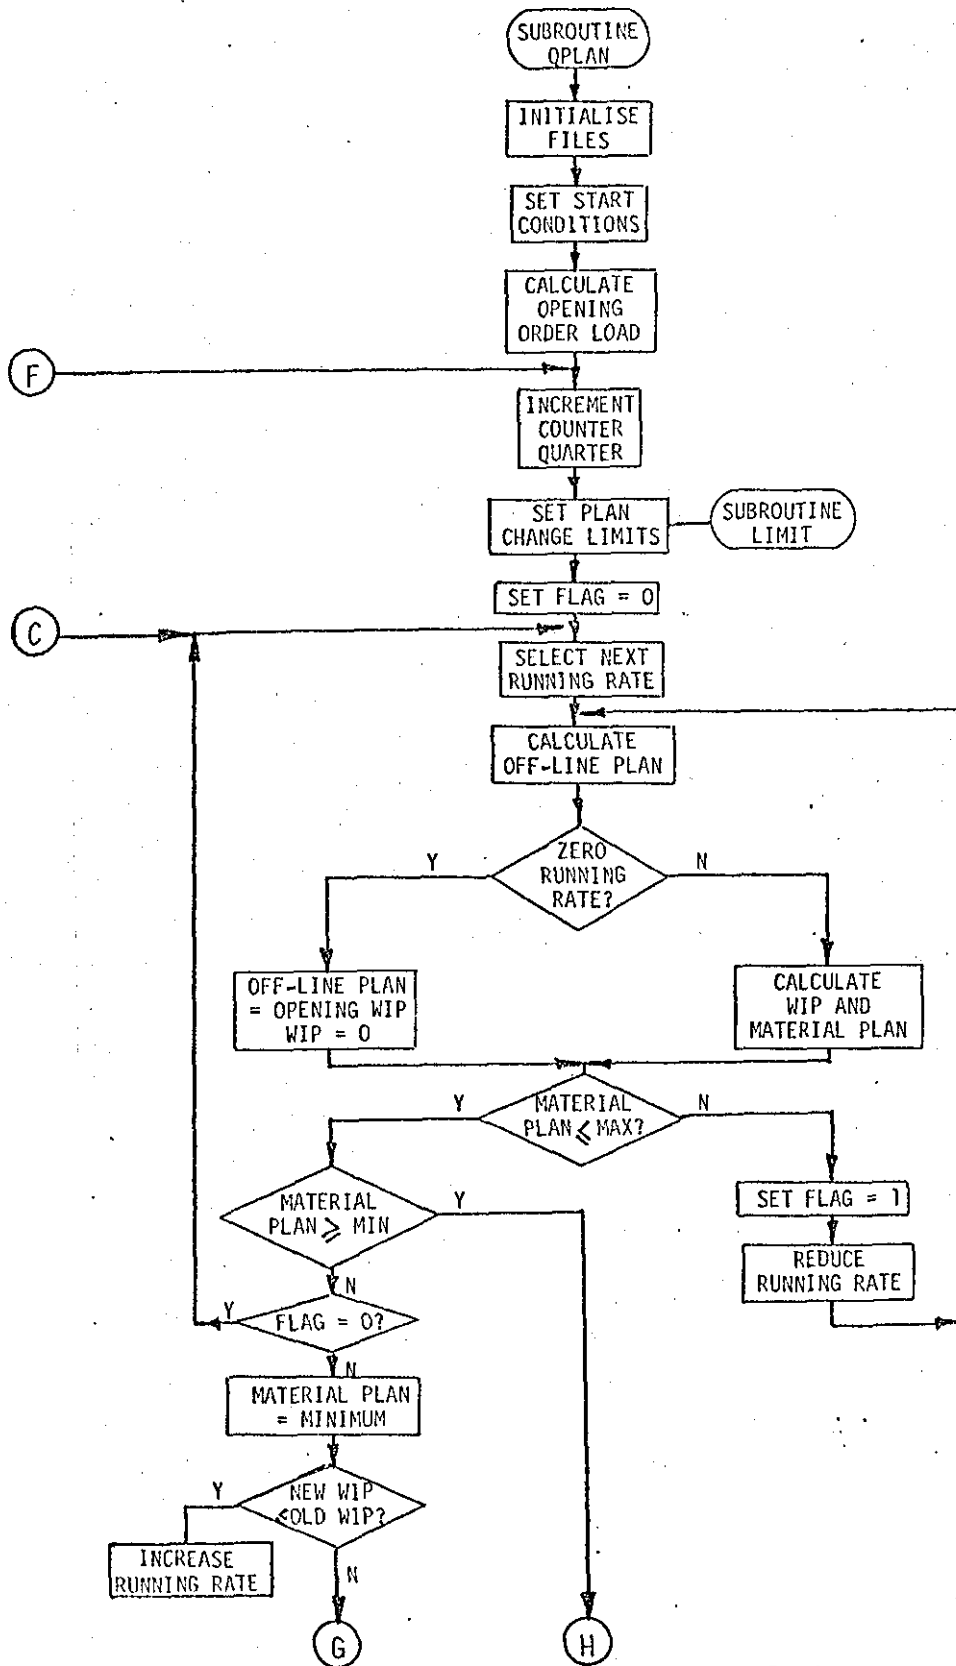 SUBROUTINE
QPLAN
INITIALISE
FILES
SET START
CONDITIONS
CALCULATE
OPENING
ORDER LOAD
F
INCREMENT
COUNTER
QUARTER
SET PLAN
CHANGE LIMITS
SUBROUTINE
LIMIT
SET FLAG = 0
C
SELECT NEXT
RUNNING RATE
CALCULATE
OFF-LINE PLAN
Y
ZERO
RUNNING
RATE?
N
OFF-LINE PLAN
= OPENING WIP
WIP = 0
CALCULATE
WIP AND
MATERIAL PLAN
Y
MATERIAL
PLAN ≤ MAX?
N
MATERIAL
PLAN ≥ MIN
Y
SET FLAG = 1
REDUCE
RUNNING RATE
N
Y
FLAG = 0?
N
MATERIAL PLAN
= MINIMUM
Y
NEW WIP
<OLD WIP?
INCREASE
RUNNING RATE
N
G
H